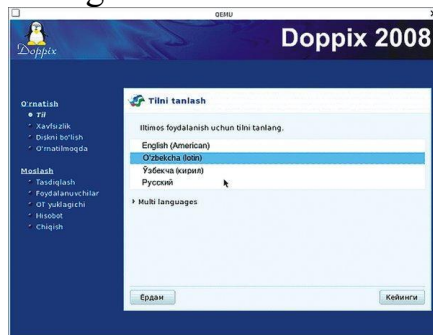 QEMU
Doppix
Doppix 2008
O'rnatish
Til
Xavfsizlik
Diskni bo'lish
O'rnatilmoqda
Moslash
Tasdiqlash
Foydalanuvchilar
OT yuklagichi
Hisobot
Chiqish
Tilni tanlash
Iltimos foydalanish uchun tilni tanlang.
English (American)
O'zbekcha (lotin)
Ўзбекча (кирил)
Русский
Multi languages
Ёрдам
Кейинги